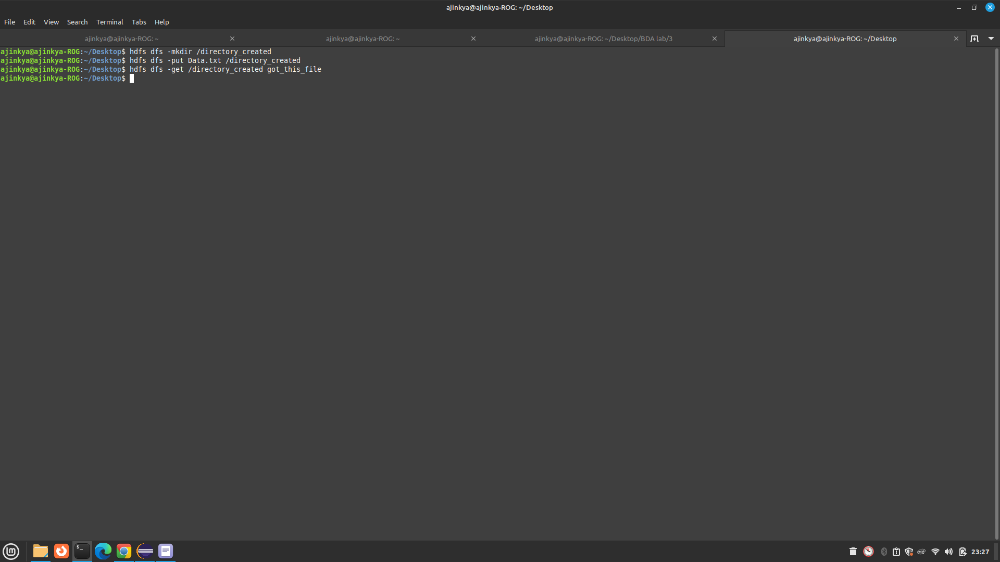 ajinkya@ajinkya-ROG: ~/Desktop
File Edit View Search Terminal Tabs Help
ajinkya@ajinkya-ROG: ~
ajinkya@ajinkya-ROG: ~
ajinkya@ajinkya-ROG: ~/Desktop/BDA lab/3
ajinkya@ajinkya-ROG: ~/Desktop
ajinkya@ajinkya-ROG:~/Desktop$ hdfs dfs -mkdir /directory_created
ajinkya@ajinkya-ROG:~/Desktop$ hdfs dfs -put Data.txt /directory_created
ajinkya@ajinkya-ROG:~/Desktop$ hdfs dfs -get /directory_created got_this_file
ajinkya@ajinkya-ROG:~/Desktop$
23:27